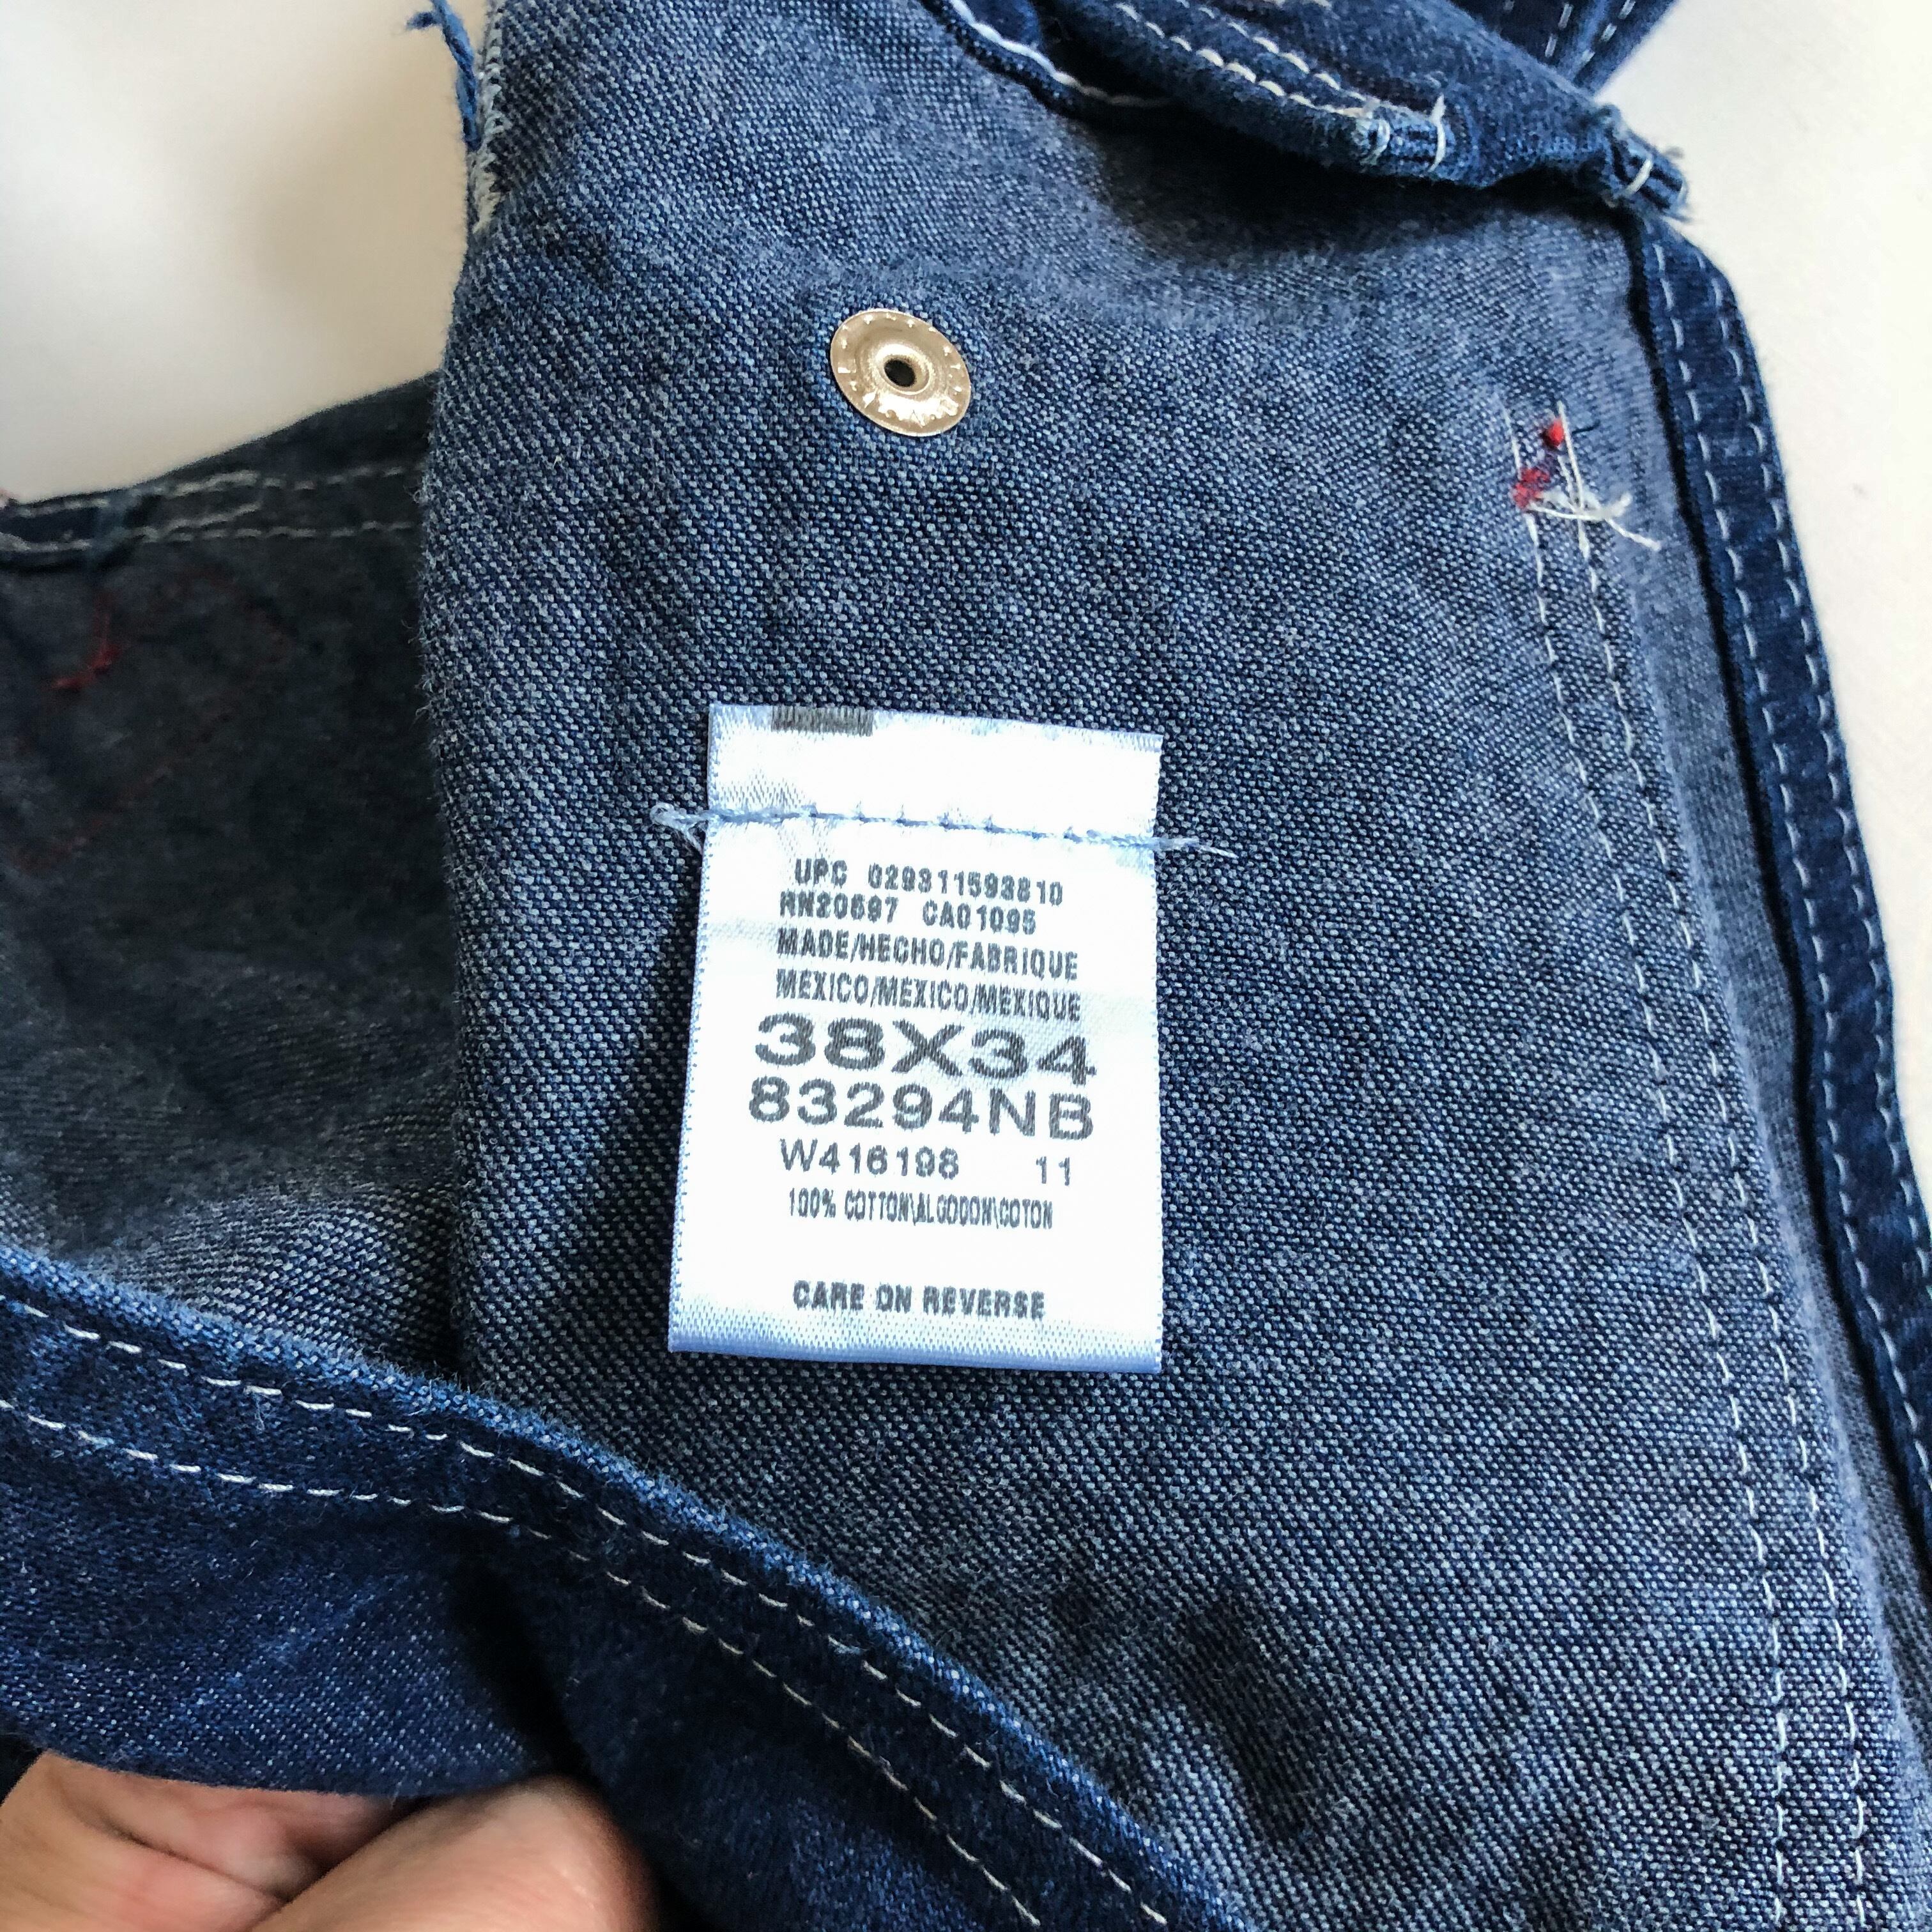 UPC 029311593810
RN20697 CA01095
MADE/HECHO/FABRIQUE
MEXICO/MEXICO/MEXIQUE
38X34
83294NB
W416198 11
100% COTTON\ALGODON\COTON
CARE ON REVERSE